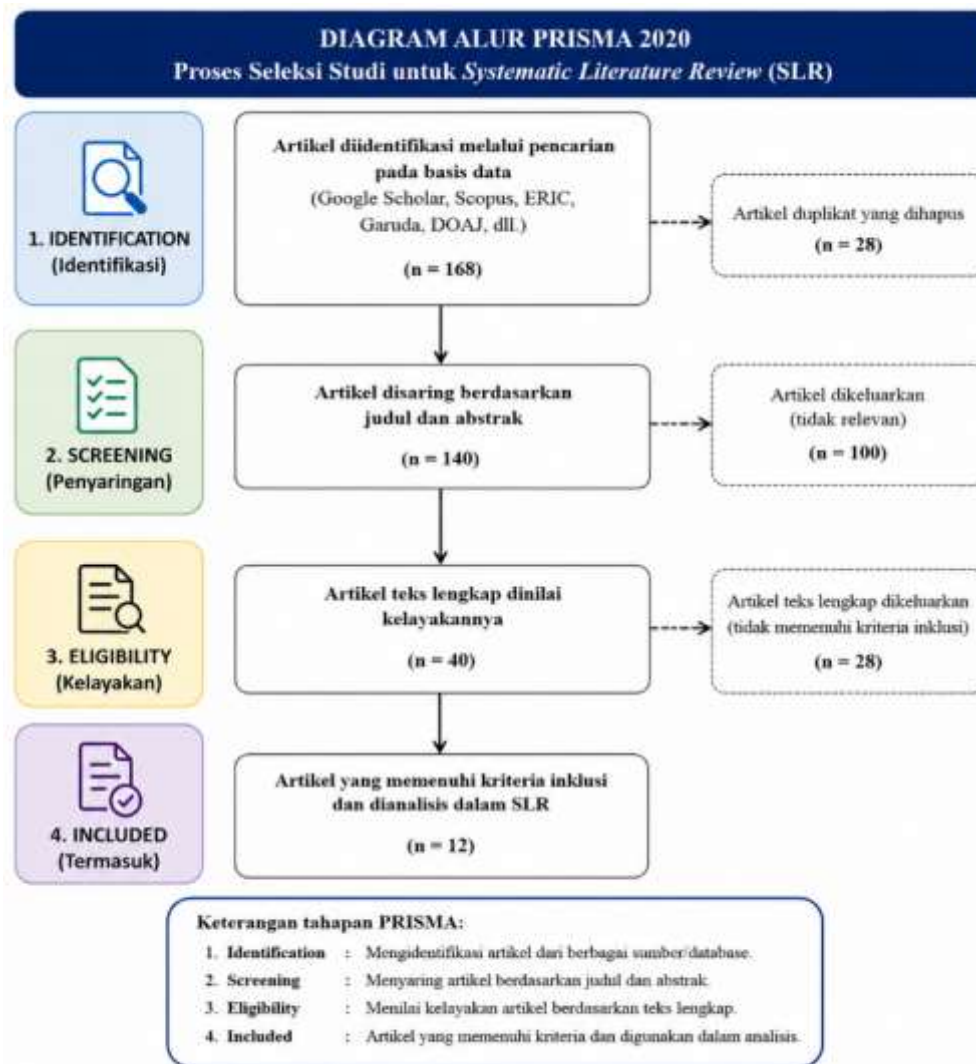 DIAGRAM ALUR PRISMA 2020
Proses Seleksi Studi untuk Systematic Literature Review (SLR)
1. IDENTIFICATION
(Identifikasi)
Artikel diidentifikasi melalui pencarian
pada basis data
(Google Scholar, Scopus, ERIC,
Garuda, DOAJ, dll.)
(n = 168)
Artikel duplikat yang dihapus
(n = 28)
2. SCREENING
(Penyaringan)
Artikel disaring berdasarkan
judul dan abstrak
(n = 140)
Artikel dikeluarkan
(tidak relevan)
(n = 100)
3. ELIGIBILITY
(Kelayakan)
Artikel teks lengkap dinilai
kelayakannya
(n = 40)
Artikel teks lengkap dikeluarkan
(tidak memenuhi kriteria inklusi)
(n = 28)
4. INCLUDED
(Termasuk)
Artikel yang memenuhi kriteria inklusi
dan dianalisis dalam SLR
(n = 12)
Keterangan tahapan PRISMA:
1. Identification : Mengidentifikasi artikel dari berbagai sumber/database.
2. Screening : Menyaring artikel berdasarkan judul dan abstrak.
3. Eligibility : Menilai kelayakan artikel berdasarkan teks lengkap.
4. Included : Artikel yang memenuhi kriteria dan digunakan dalam analisis.